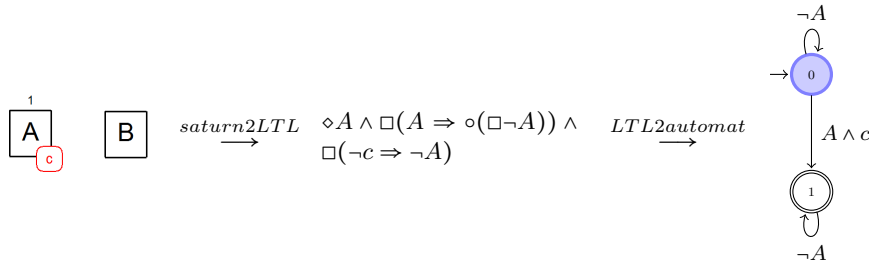 1
A
c
B
saturn2LTL
⟶
⋄A ∧ □(A ⇒ ○(□¬A)) ∧
□(¬c ⇒ ¬A)
LTL2automat
⟶
¬A
0
A ∧ c
1
¬A